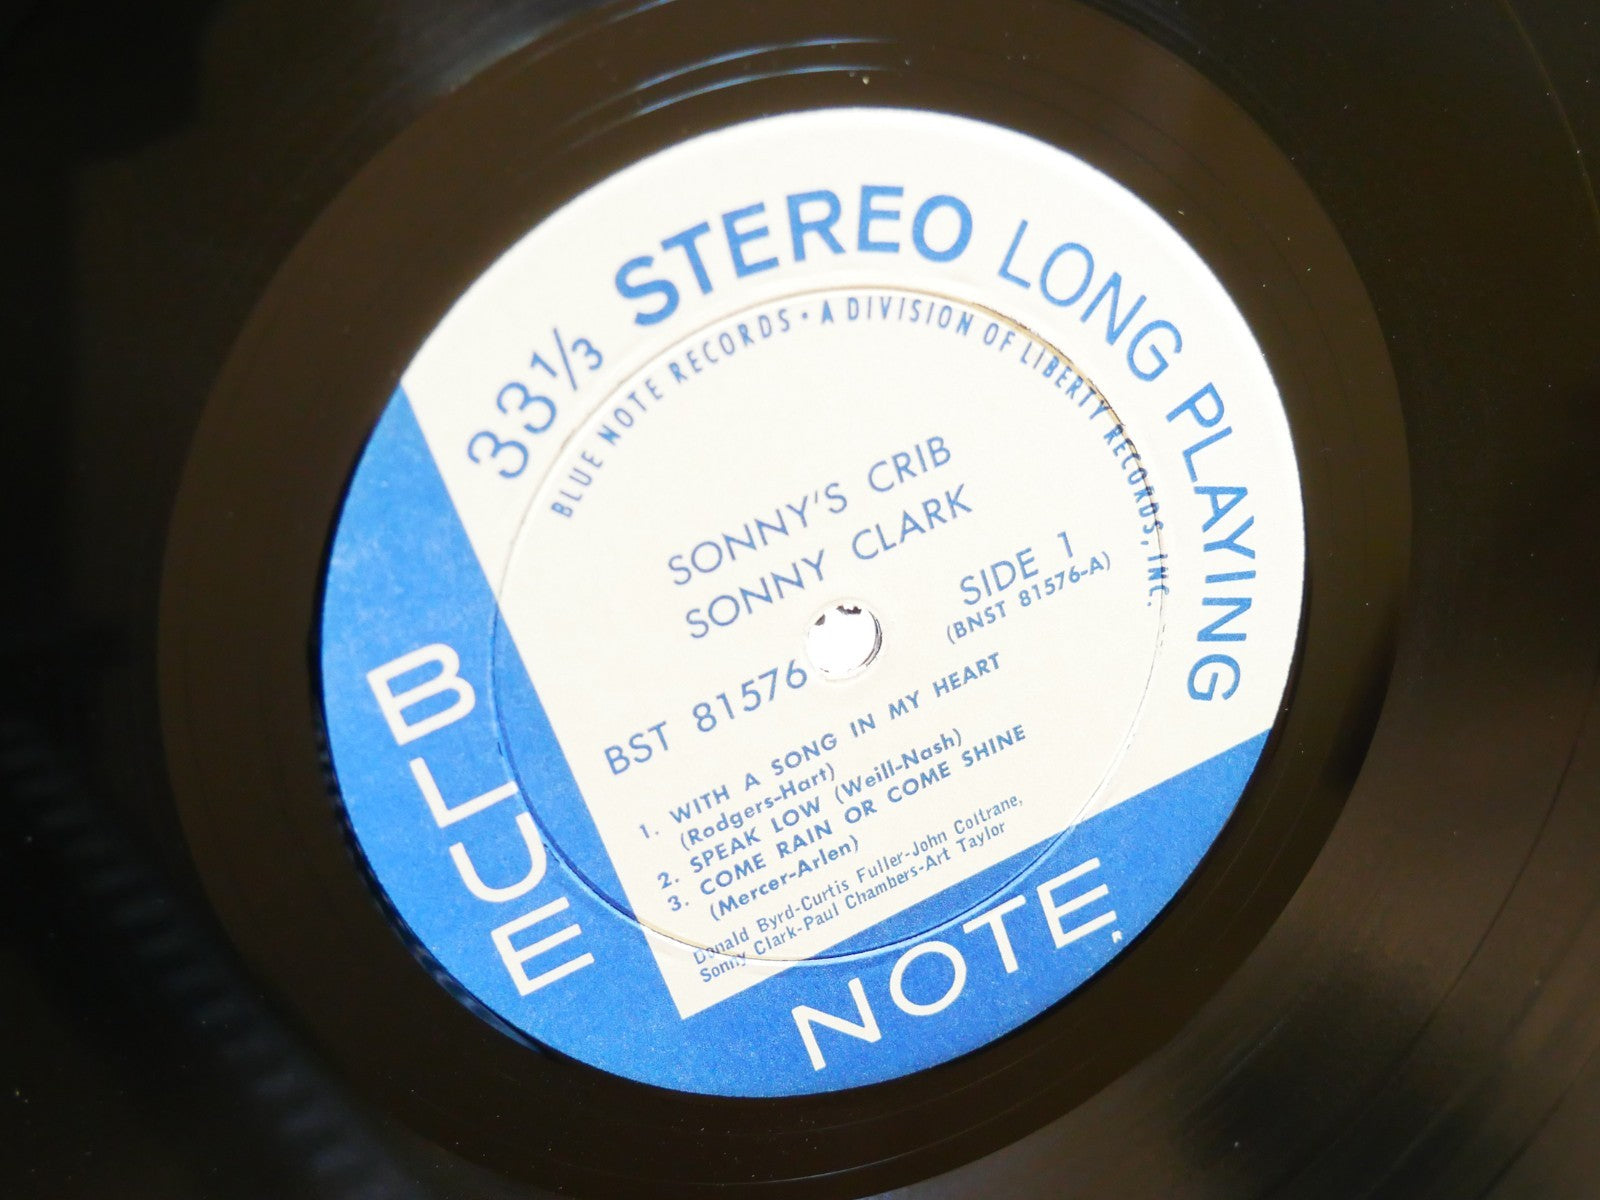 33 1/3 STEREO LONG PLAYING
BLUE NOTE RECORDS · A DIVISION OF LIBERTY RECORDS, INC.
SONNY'S CRIB
SONNY CLARK
SIDE 1
(BNST 81576-A)
BST 81576
1. WITH A SONG IN MY HEART
(Rodgers-Hart)
2. SPEAK LOW (Weill-Nash)
3. COME RAIN OR COME SHINE
(Mercer-Arlen)
Donald Byrd-Curtis Fuller-John Coltrane,
Sonny Clark-Paul Chambers-Art Taylor
BLUE
NOTE